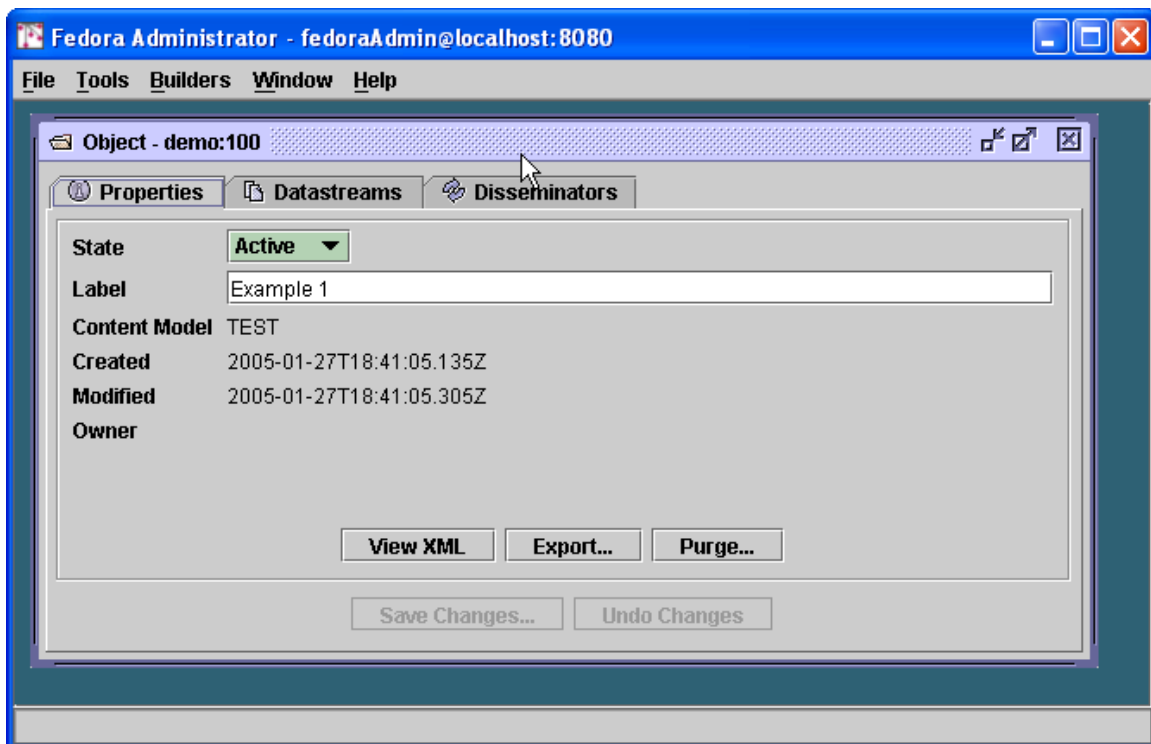 Fedora Administrator - fedoraAdmin@localhost:8080
File Tools Builders Window Help
Object - demo:100
Properties Datastreams Disseminators
State Active
Label Example 1
Content Model TEST
Created 2005-01-27T18:41:05.135Z
Modified 2005-01-27T18:41:05.305Z
Owner
View XML Export... Purge...
Save Changes... Undo Changes